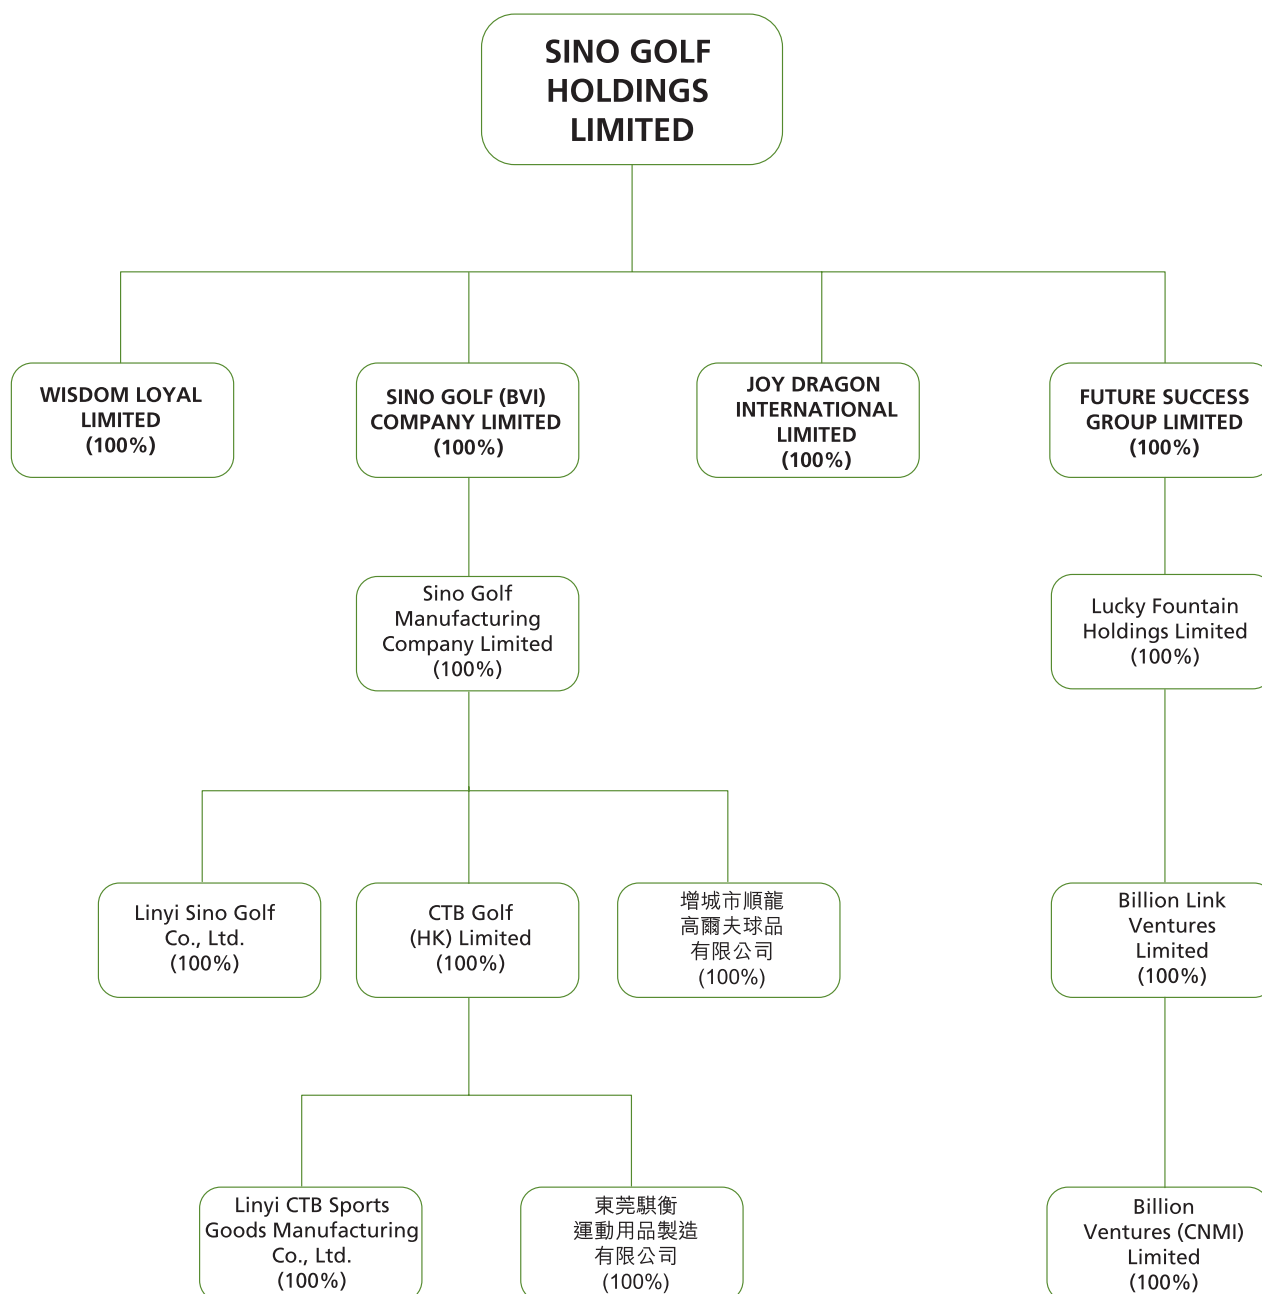 SINO GOLF
HOLDINGS
LIMITED
WISDOM LOYAL
LIMITED
(100%)
SINO GOLF (BVI)
COMPANY LIMITED
(100%)
JOY DRAGON
INTERNATIONAL
LIMITED
(100%)
FUTURE SUCCESS
GROUP LIMITED
(100%)
Sino Golf
Manufacturing
Company Limited
(100%)
Lucky Fountain
Holdings Limited
(100%)
Linyi Sino Golf
Co., Ltd.
(100%)
CTB Golf
(HK) Limited
(100%)
增城市順龍
高爾夫球品
有限公司
(100%)
Billion Link
Ventures
Limited
(100%)
Linyi CTB Sports
Goods Manufacturing
Co., Ltd.
(100%)
東莞騏衡
運動用品製造
有限公司
(100%)
Billion
Ventures (CNMI)
Limited
(100%)